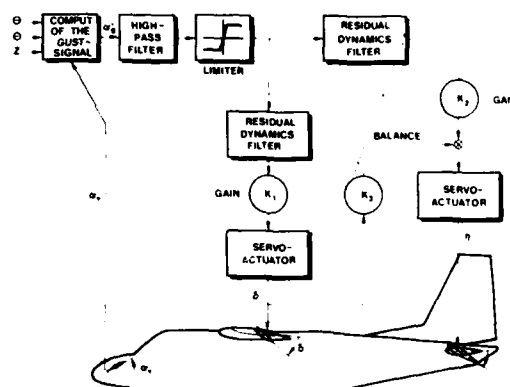 Θ
Θ
Z
COMPUT
OF THE
GUST-
SIGNAL
HIGH-
PASS
FILTER
LIMITER
RESIDUAL
DYNAMICS
FILTER
K₂
GAI
BALANCE
RESIDUAL
DYNAMICS
FILTER
GAIN
K₁
K₃
SERVO-
ACTUATOR
SERVO-
ACTUATOR
η
δ
δ